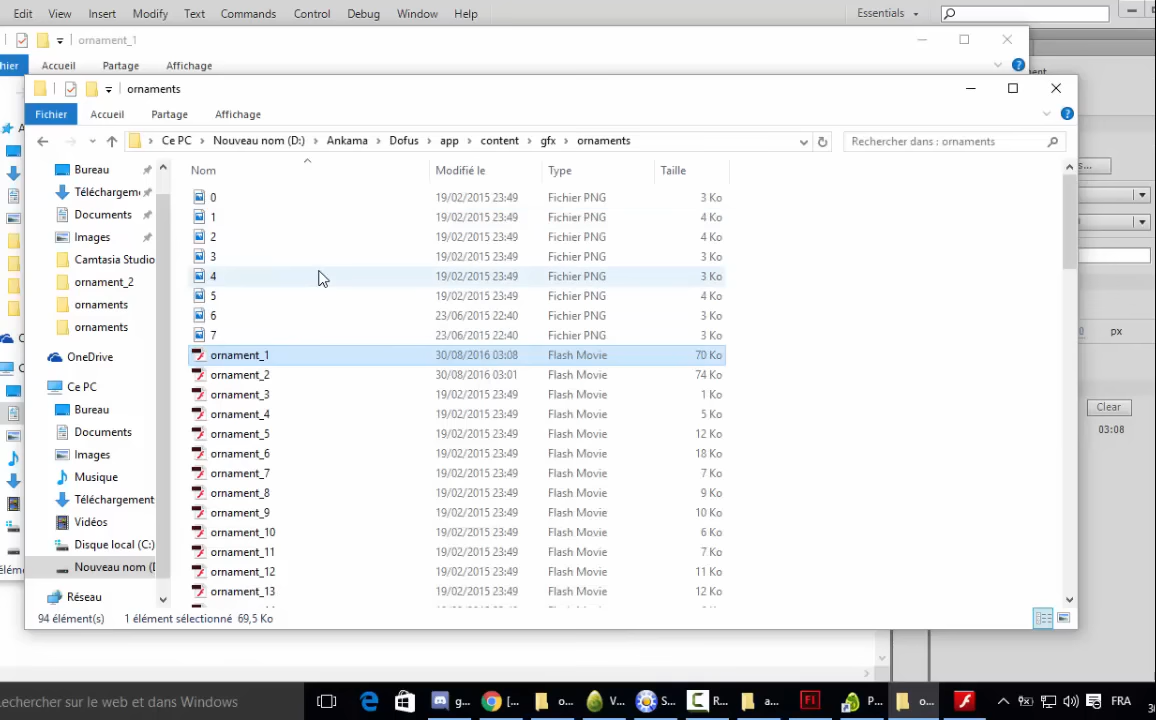 Edit View Insert Modify Text Commands Control Debug Window Help Essentials
ornament_1
hier Accueil Partage Affichage
ornaments
Fichier Accueil Partage Affichage
Ce PC Nouveau nom (D:) Ankama Dofus app content gfx ornaments Rechercher dans : ornaments
Nom Modifié le Type Taille
Bureau
Téléchargem
Documents
Images
Camtasia Studio
ornament_2
ornaments
ornaments
OneDrive
Ce PC
Bureau
Documents
Images
Musique
Téléchargement
Vidéos
Disque local (C:)
Nouveau nom (D
Réseau
0 19/02/2015 23:49 Fichier PNG 3 Ko
1 19/02/2015 23:49 Fichier PNG 4 Ko
2 19/02/2015 23:49 Fichier PNG 4 Ko
3 19/02/2015 23:49 Fichier PNG 3 Ko
4 19/02/2015 23:49 Fichier PNG 3 Ko
5 19/02/2015 23:49 Fichier PNG 4 Ko
6 23/06/2015 22:40 Fichier PNG 3 Ko
7 23/06/2015 22:40 Fichier PNG 3 Ko
ornament_1 30/08/2016 03:08 Flash Movie 70 Ko
ornament_2 30/08/2016 03:01 Flash Movie 74 Ko
ornament_3 19/02/2015 23:49 Flash Movie 1 Ko
ornament_4 19/02/2015 23:49 Flash Movie 5 Ko
ornament_5 19/02/2015 23:49 Flash Movie 12 Ko
ornament_6 19/02/2015 23:49 Flash Movie 18 Ko
ornament_7 19/02/2015 23:49 Flash Movie 7 Ko
ornament_8 19/02/2015 23:49 Flash Movie 9 Ko
ornament_9 19/02/2015 23:49 Flash Movie 10 Ko
ornament_10 19/02/2015 23:49 Flash Movie 6 Ko
ornament_11 19/02/2015 23:49 Flash Movie 7 Ko
ornament_12 19/02/2015 23:49 Flash Movie 11 Ko
ornament_13 19/02/2015 23:49 Flash Movie 12 Ko
94 élément(s) 1 élément sélectionné 69,5 Ko
px
Clear
03:08
echercher sur le web et dans Windows g... [... o... V... S... R... a... P... o... FRA